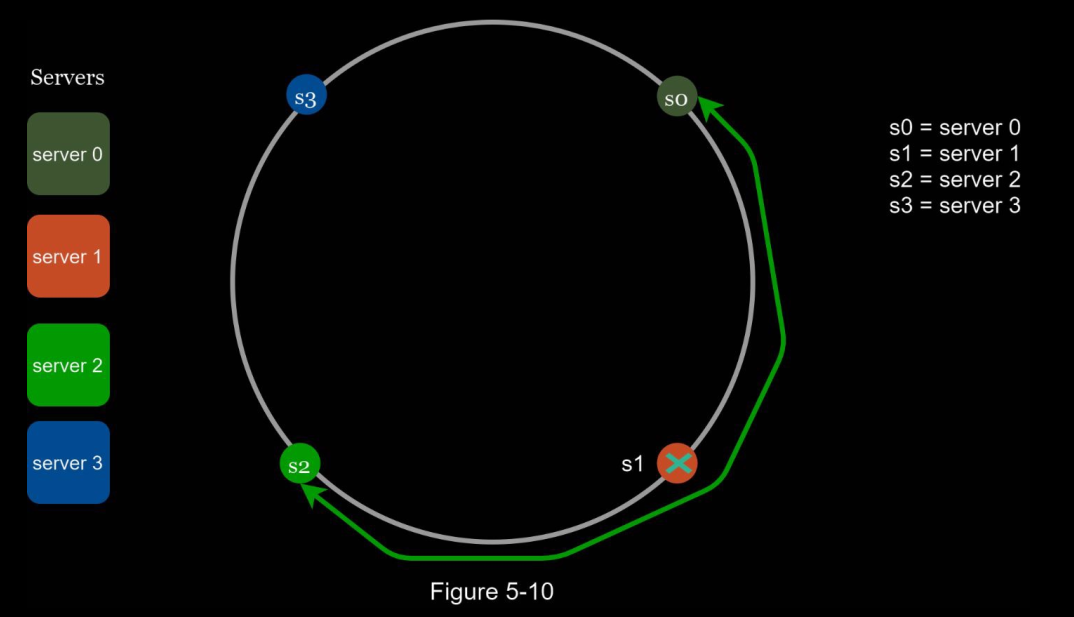 Servers
server 0
server 1
server 2
server 3
s3
s0
s1
s2
s0 = server 0
s1 = server 1
s2 = server 2
s3 = server 3
Figure 5-10